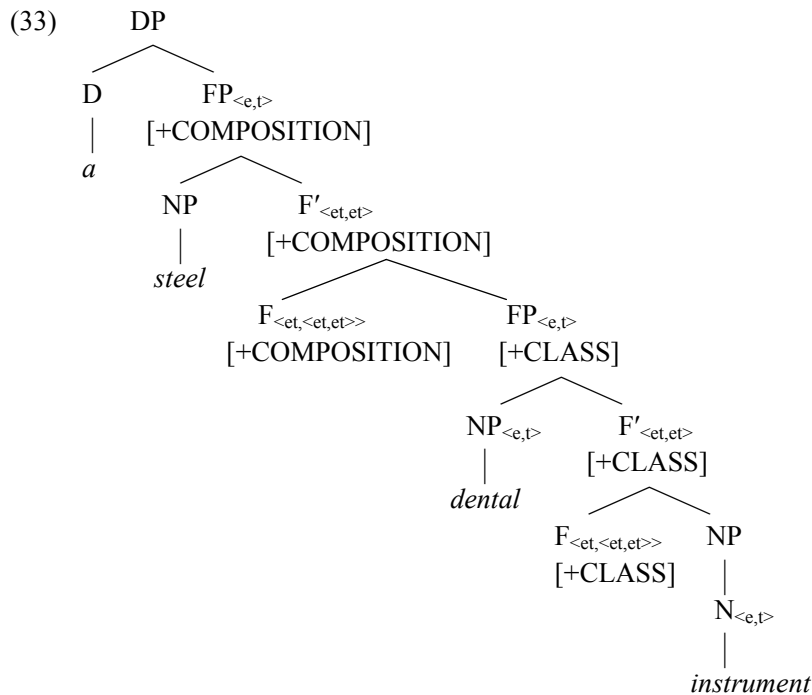 (33) DP
D FP<e,t>
[+COMPOSITION]
a
NP F′<et,et>
[+COMPOSITION]
steel
F<et,<et,et>> FP<e,t>
[+COMPOSITION] [+CLASS]
NP<e,t> F′<et,et>
[+CLASS]
dental
F<et,<et,et>> NP
[+CLASS]
N<e,t>
instrument